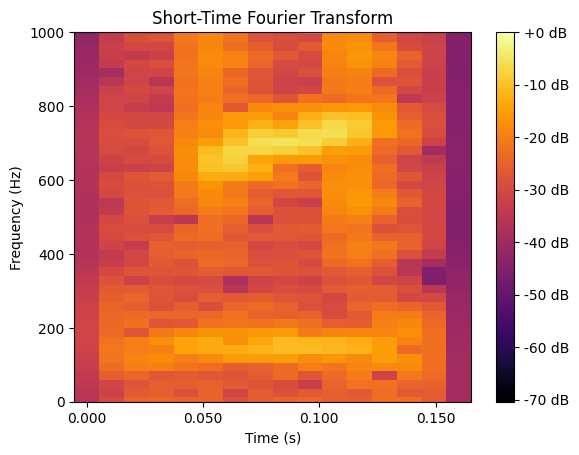 Short-Time Fourier Transform
1000
800
600
400
200
0
Frequency (Hz)
0.000
0.050
0.100
0.150
Time (s)
+0 dB
-10 dB
-20 dB
-30 dB
-40 dB
-50 dB
-60 dB
-70 dB